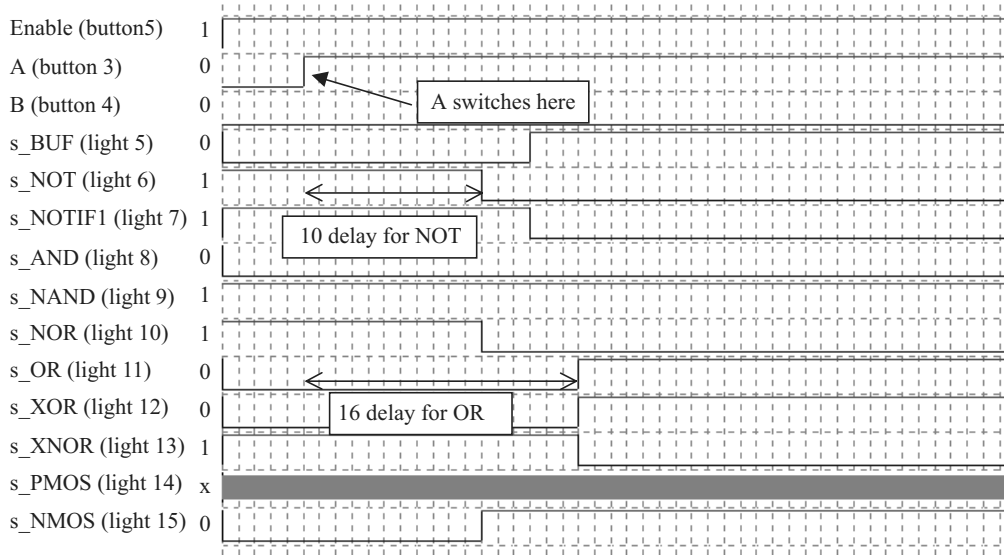 Enable (button5) 1
A (button 3) 0
A switches here
B (button 4) 0
s_BUF (light 5) 0
s_NOT (light 6) 1
s_NOTIF1 (light 7) 1
10 delay for NOT
s_AND (light 8) 0
s_NAND (light 9) 1
s_NOR (light 10) 1
s_OR (light 11) 0
s_XOR (light 12) 0
16 delay for OR
s_XNOR (light 13) 1
s_PMOS (light 14) x
s_NMOS (light 15) 0